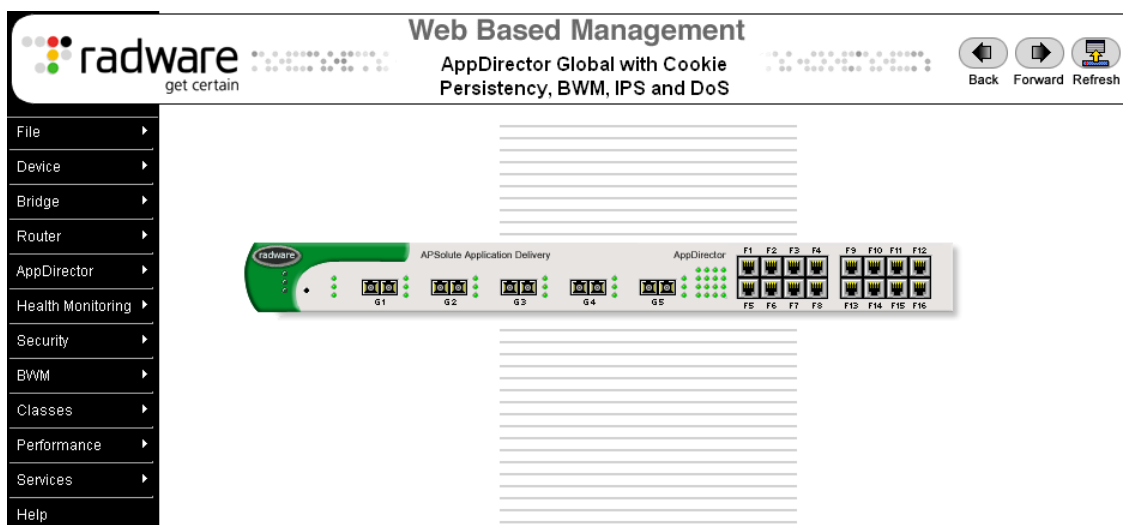 radware
get certain
Web Based Management
AppDirector Global with Cookie
Persistency, BWM, IPS and DoS
Back Forward Refresh
File
Device
Bridge
Router
AppDirector
Health Monitoring
Security
BWM
Classes
Performance
Services
Help
radware
APSolute Application Delivery
AppDirector
F1 F2 F3 F4 F9 F10 F11 F12
G1 G2 G3 G4 G5
F5 F6 F7 F8 F13 F14 F15 F16